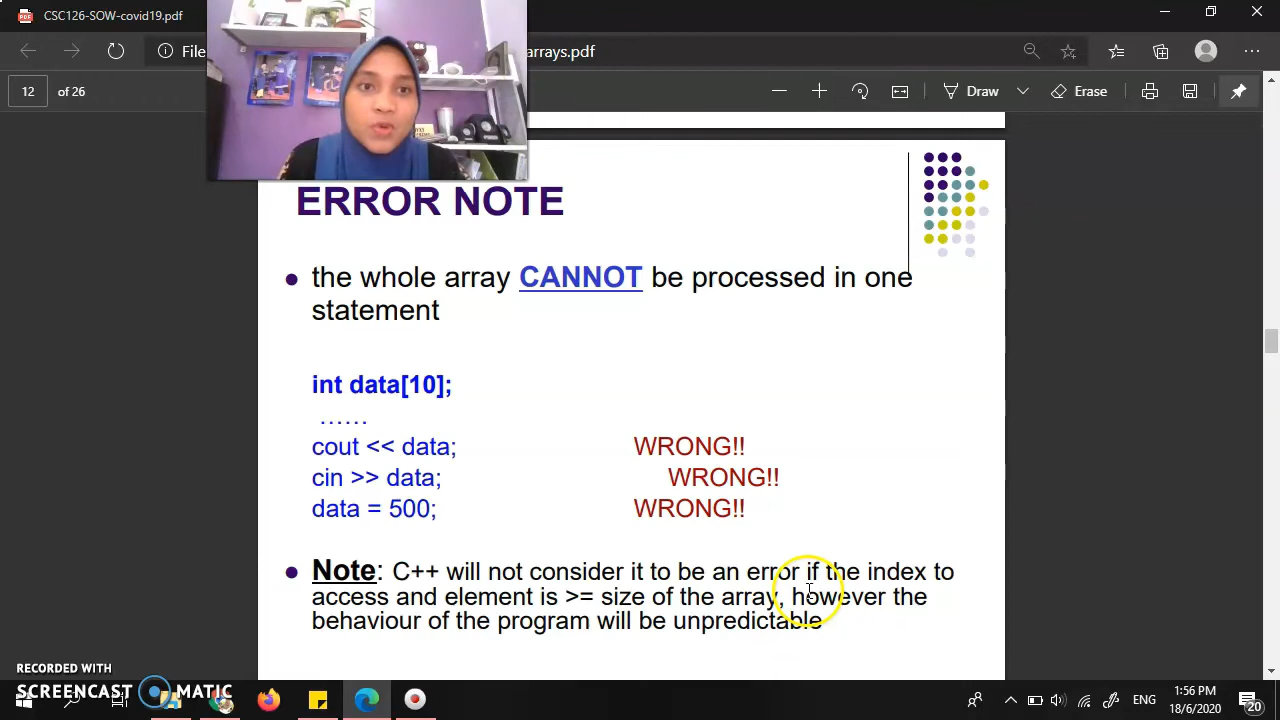 CSC126-SOW-covid19.pdf
File
arrays.pdf
12 of 26
Draw
Erase
ERROR NOTE
the whole array CANNOT be processed in one
statement
int data[10];
……
cout << data; WRONG!!
cin >> data; WRONG!!
data = 500; WRONG!!
Note: C++ will not consider it to be an error if the index to
access and element is >= size of the array, however the
behaviour of the program will be unpredictable
RECORDED WITH
SCREENCAST MATIC
ENG
1:56 PM
18/6/2020
20